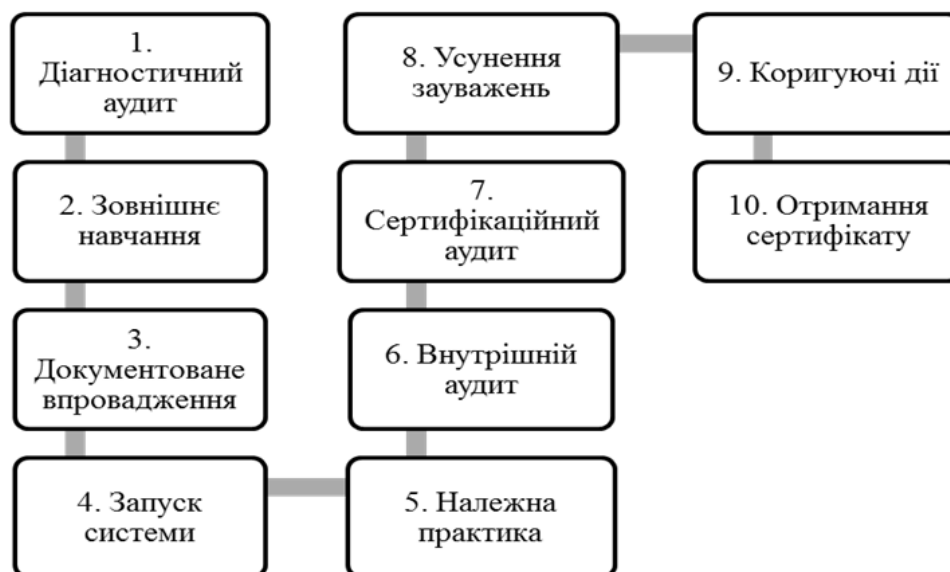 1.
Діагностичний
аудит
2. Зовнішнє
навчання
3.
Документоване
впровадження
4. Запуск
системи
5. Належна
практика
6. Внутрішній
аудит
7.
Сертифікаційний
аудит
8. Усунення
зауважень
9. Коригуючі дії
10. Отримання
сертифікату